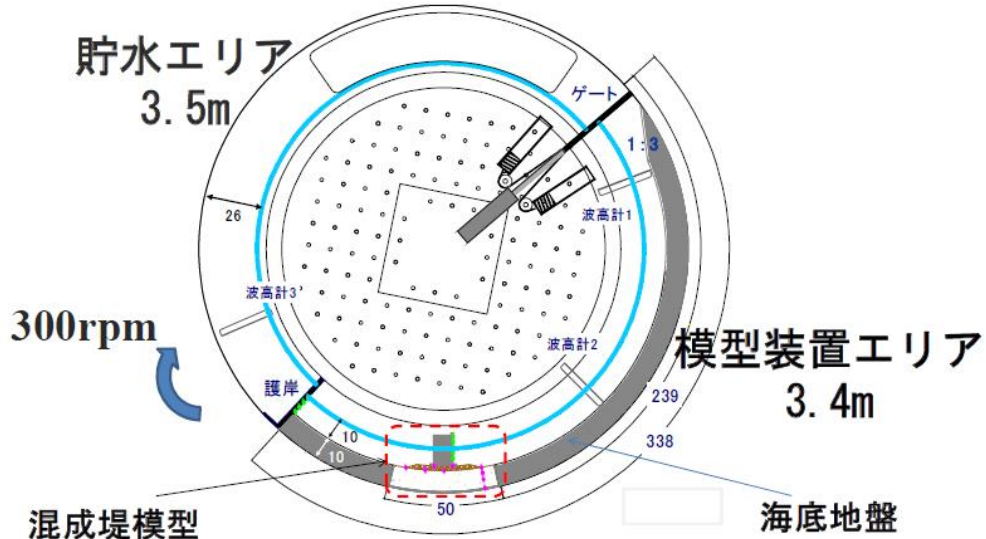 貯水エリア
3.5m
ゲート
1:3
波高計1
26
波高計3
300rpm
波高計2
模型装置エリア
3.4m
護岸
239
338
10
10
50
混成堤模型
海底地盤